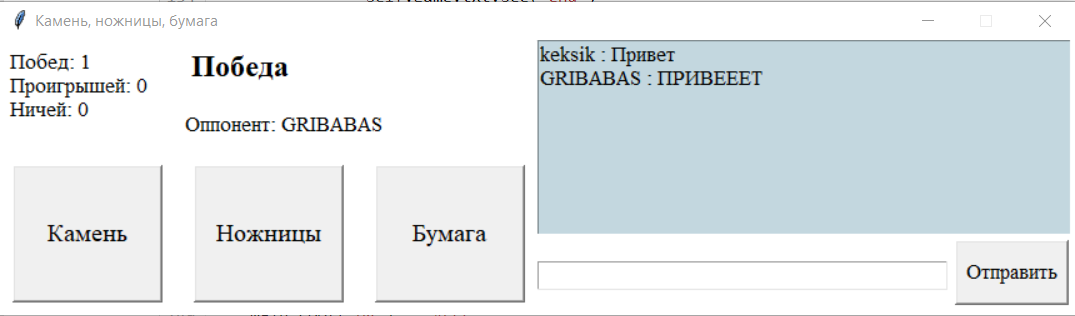 Камень, ножницы, бумага
Побед: 1
Проигрышей: 0
Ничей: 0
Победа
Оппонент: GRIBABAS
Камень
Ножницы
Бумага
keksik : Привет
GRIBABAS : ПРИВЕЕЕТ
Отправить